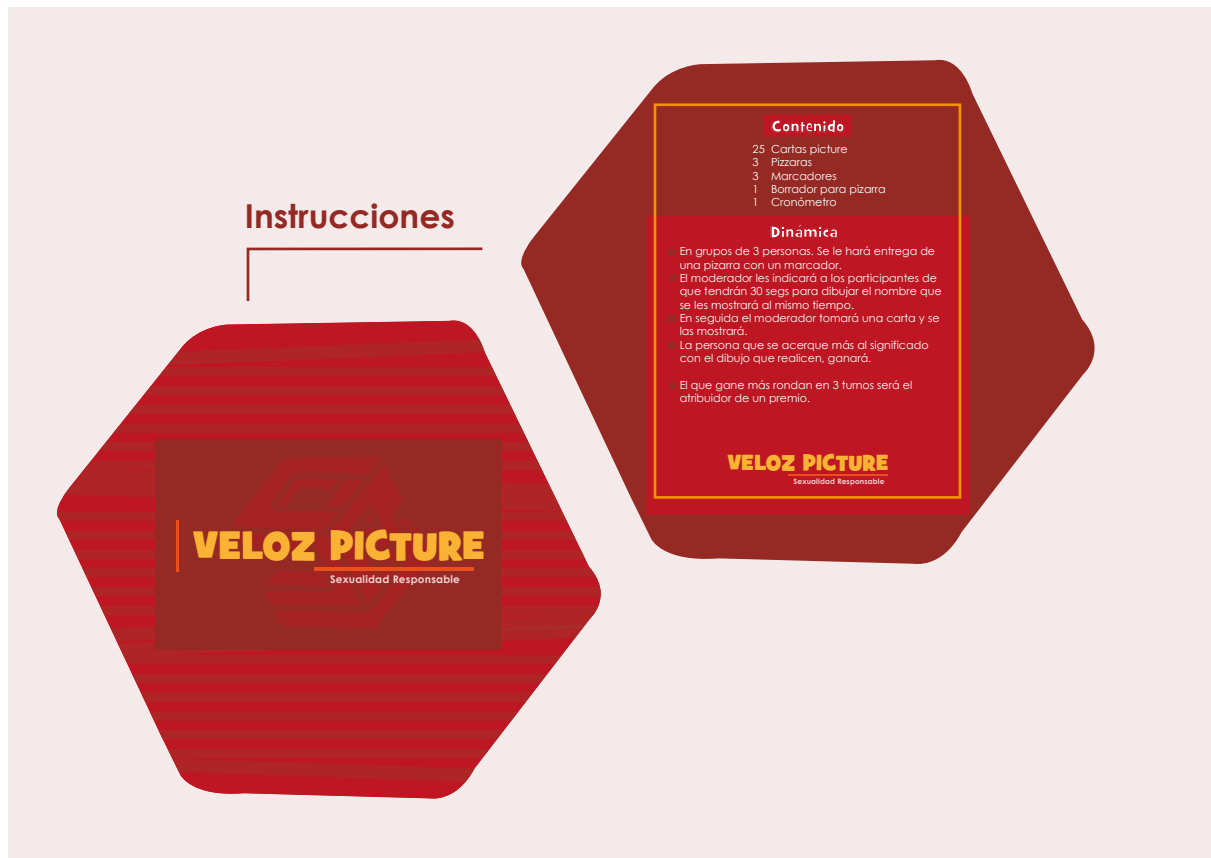 Instrucciones
VELOZ PICTURE
Sexualidad Responsable
Contenido
25 Cartas picture
3 Pizzaras
3 Marcadores
1 Borrador para pizarra
1 Cronómetro
Dinámica
En grupos de 3 personas. Se le hará entrega de
una pizarra con un marcador.
El moderador les indicará a los participantes de
que tendrán 30 segs para dibujar el nombre que
se les mostrará al mismo tiempo.
En seguida el moderador tomará una carta y se
las mostrará.
La persona que se acerque más al significado
con el dibujo que realicen, ganará.
El que gane más rondan en 3 turnos será el
atribuidor de un premio.
VELOZ PICTURE
Sexualidad Responsable